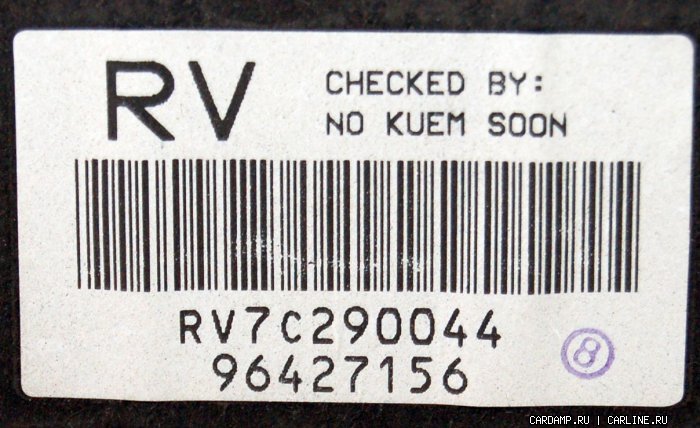 RV
CHECKED BY:
NO KUEM SOON
RV7C290044
96427156
8
CARDAMP.RU | CARLINE.RU